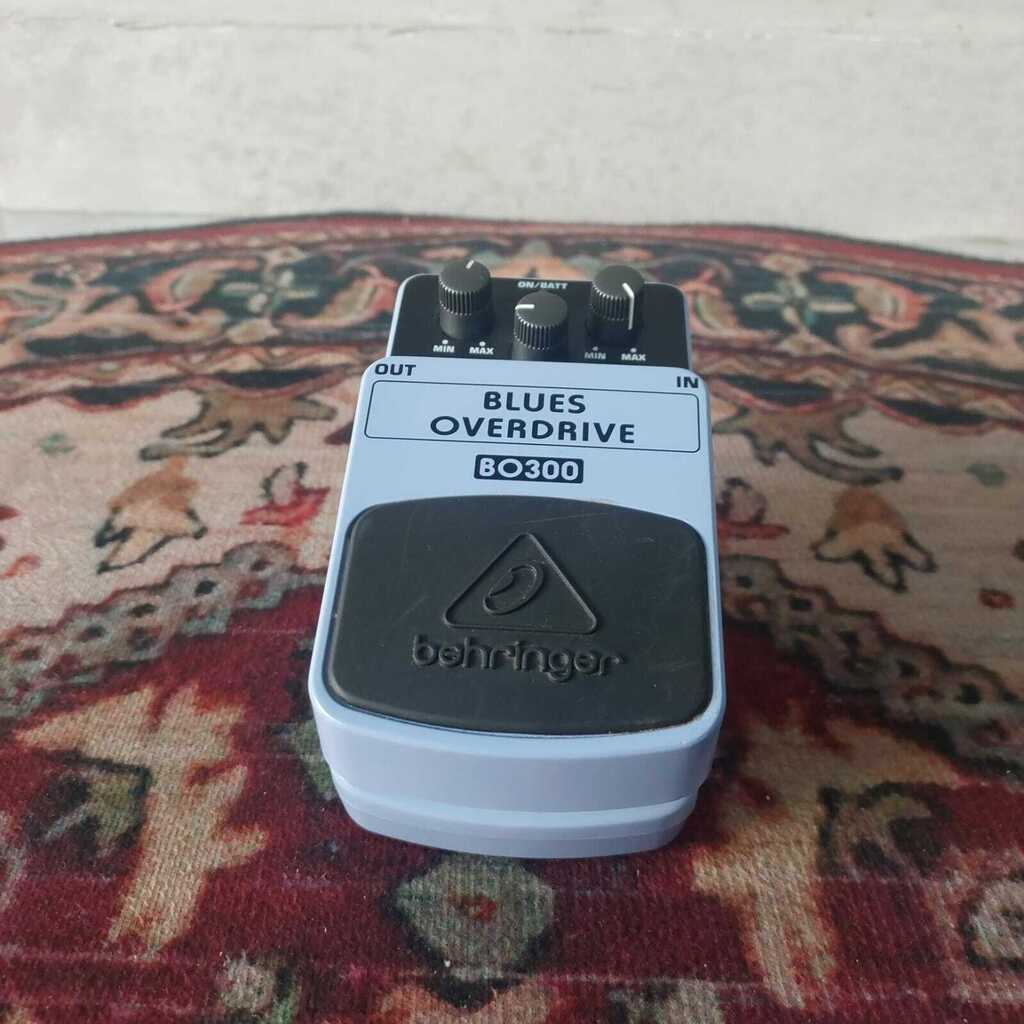 ON/BATT
MIN MAX MIN MAX
OUT IN
BLUES
OVERDRIVE
BO300
behringer